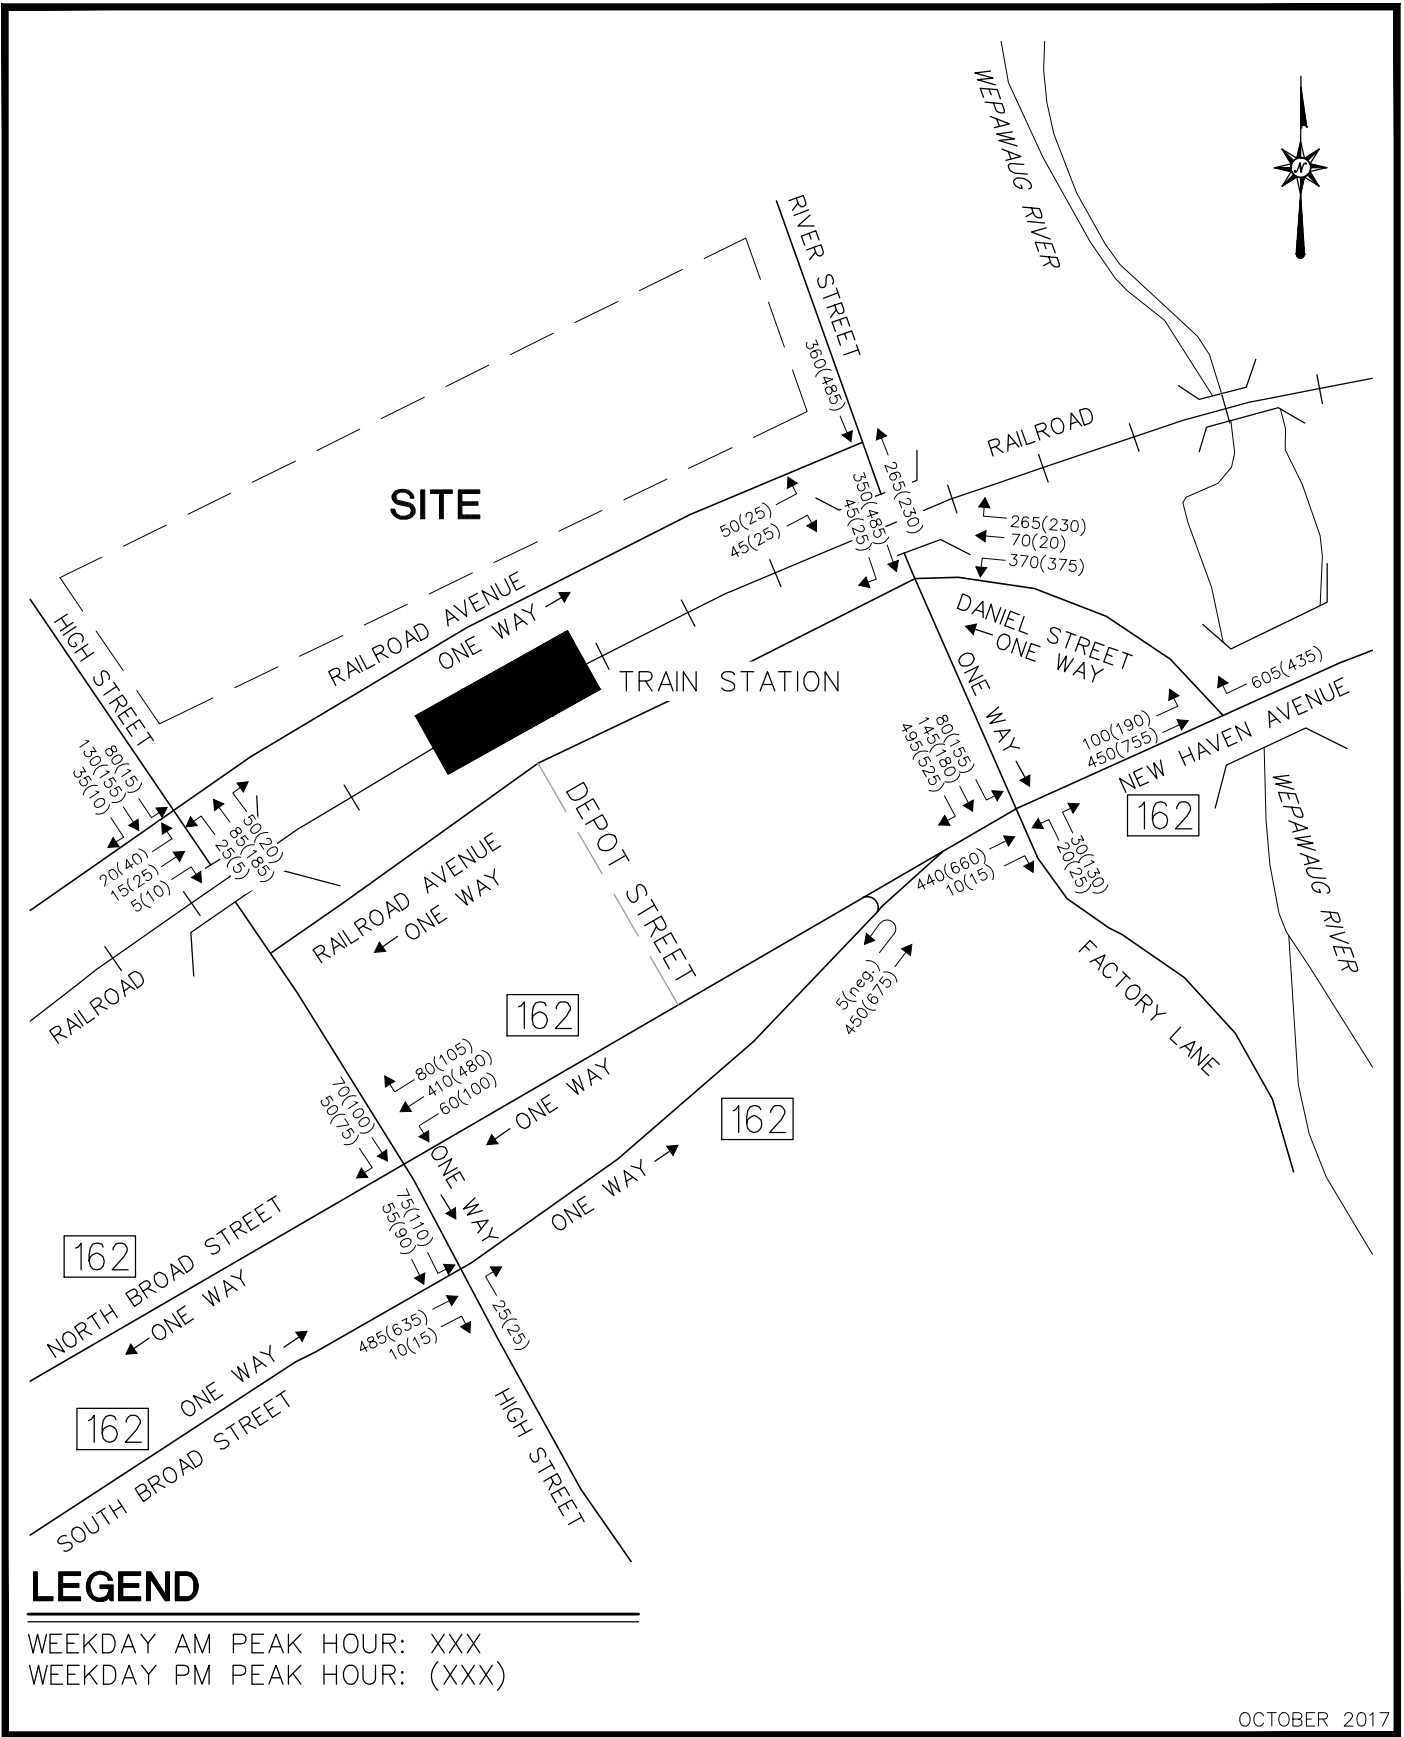 WEPAWAUG RIVER
N
RIVER STREET
360(485)
RAILROAD
SITE
265(230)
350(485)
45(25)
50(25)
45(25)
265(230)
70(20)
370(375)
RAILROAD AVENUE
ONE WAY
HIGH STREET
DANIEL STREET
ONE WAY
TRAIN STATION
ONE WAY
605(435)
100(190)
450(755)
NEW HAVEN AVENUE
162
80(155)
145(180)
495(525)
80(15)
130(155)
35(10)
50(20)
85(185)
25(5)
20(40)
15(25)
5(10)
DEPOT STREET
WEPAWAUG RIVER
440(660)
10(15)
30(130)
20(25)
RAILROAD AVENUE
ONE WAY
RAILROAD
FACTORY LANE
5(neg.)
450(675)
162
80(105)
410(480)
60(100)
70(100)
50(75)
ONE WAY
162
ONE WAY
ONE WAY
75(110)
55(90)
NORTH BROAD STREET
162
ONE WAY
485(635)
10(15)
25(25)
ONE WAY
162
SOUTH BROAD STREET
HIGH STREET
LEGEND
WEEKDAY AM PEAK HOUR: XXX
WEEKDAY PM PEAK HOUR: (XXX)
OCTOBER 2017